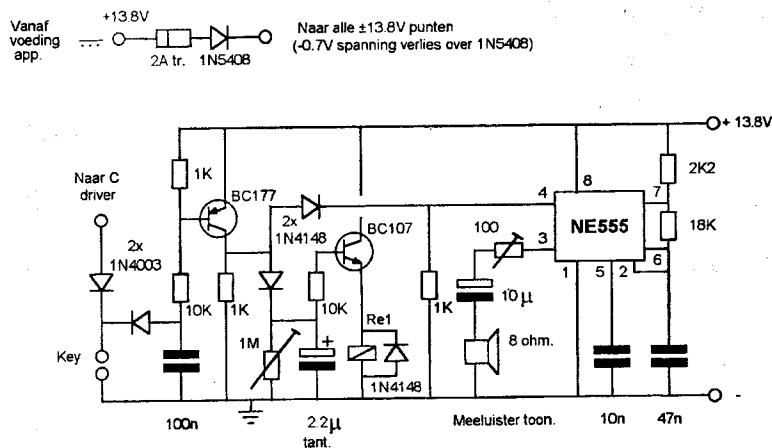 Vanaf
voeding
app.
+13.8V
2A tr.
1N5408
Naar alle ±13.8V punten
(-0.7V spanning verlies over 1N5408)
+ 13.8V
Naar C
driver
1K
BC177
2x
1N4148
BC107
4
8
7
2K2
NE555
100
3
18K
6
1
5
2
2x
1N4003
10K
1K
10K
10 µ
1K
Key
1M
+
Re1
8 ohm.
1N4148
-
100n
2.2µ
tant.
Meeluister toon.
10n
47n